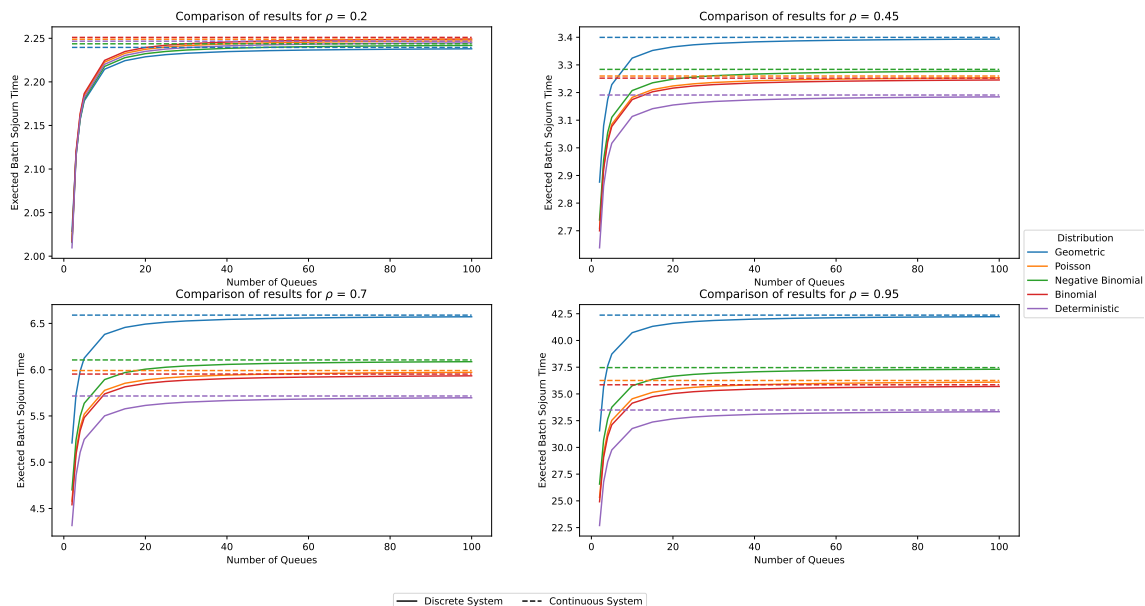 Comparison of results for ρ = 0.2
Exected Batch Sojourn Time
2.25
2.20
2.15
2.10
2.05
2.00
0 20 40 60 80 100
Number of Queues
Comparison of results for ρ = 0.45
Exected Batch Sojourn Time
3.4
3.3
3.2
3.1
3.0
2.9
2.8
2.7
0 20 40 60 80 100
Number of Queues
Distribution
Geometric
Poisson
Negative Binomial
Binomial
Deterministic
Comparison of results for ρ = 0.7
Exected Batch Sojourn Time
6.5
6.0
5.5
5.0
4.5
0 20 40 60 80 100
Number of Queues
Comparison of results for ρ = 0.95
Exected Batch Sojourn Time
42.5
40.0
37.5
35.0
32.5
30.0
27.5
25.0
22.5
0 20 40 60 80 100
Number of Queues
Discrete System Continuous System